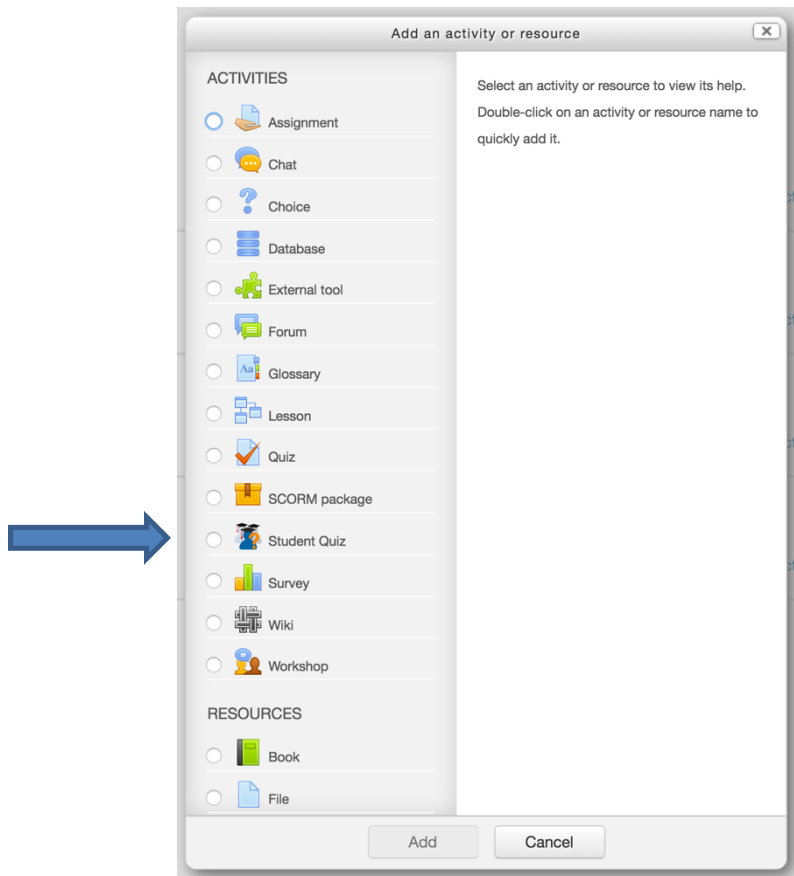 Add an activity or resource
ACTIVITIES
Assignment
Chat
Choice
Database
External tool
Forum
Aa
Glossary
Lesson
Quiz
SCORM package
Student Quiz
Survey
Wiki
Workshop
RESOURCES
Book
File
Select an activity or resource to view its help.
Double-click on an activity or resource name to
quickly add it.
Add
Cancel